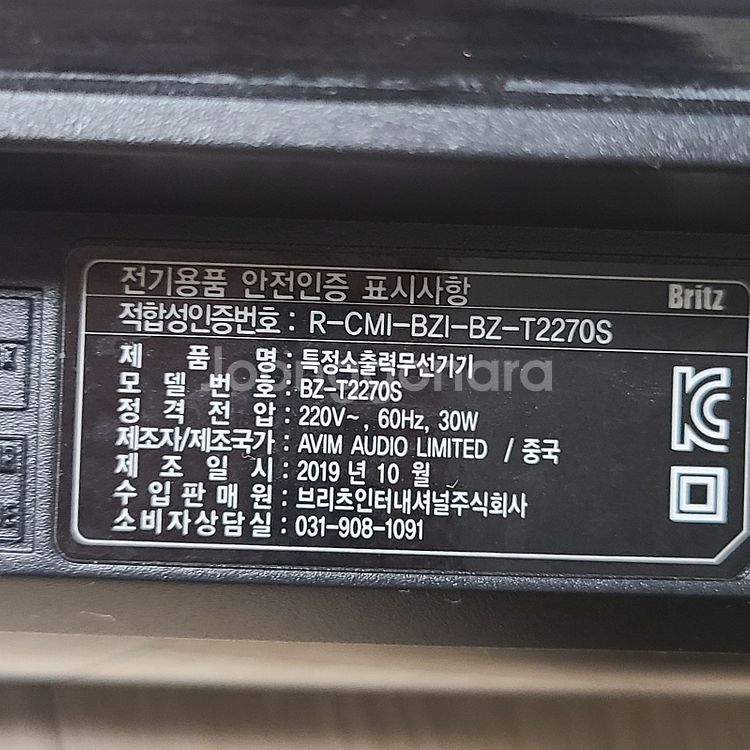 전기용품 안전인증 표시사항
Britz
적합성인증번호 : R-CMI-BZI-BZ-T2270S
제 품 명 : 특정소출력무선기기
모 델 번 호 : BZ-T2270S
정 격 전 압 : 220V~, 60Hz, 30W
제조자/제조국가 : AVIM AUDIO LIMITED / 중국
제 조 일 시 : 2019 년 10 월
수 입 판 매 원 : 브리츠인터내셔널주식회사
소비자상담실 : 031-908-1091
Joongonara